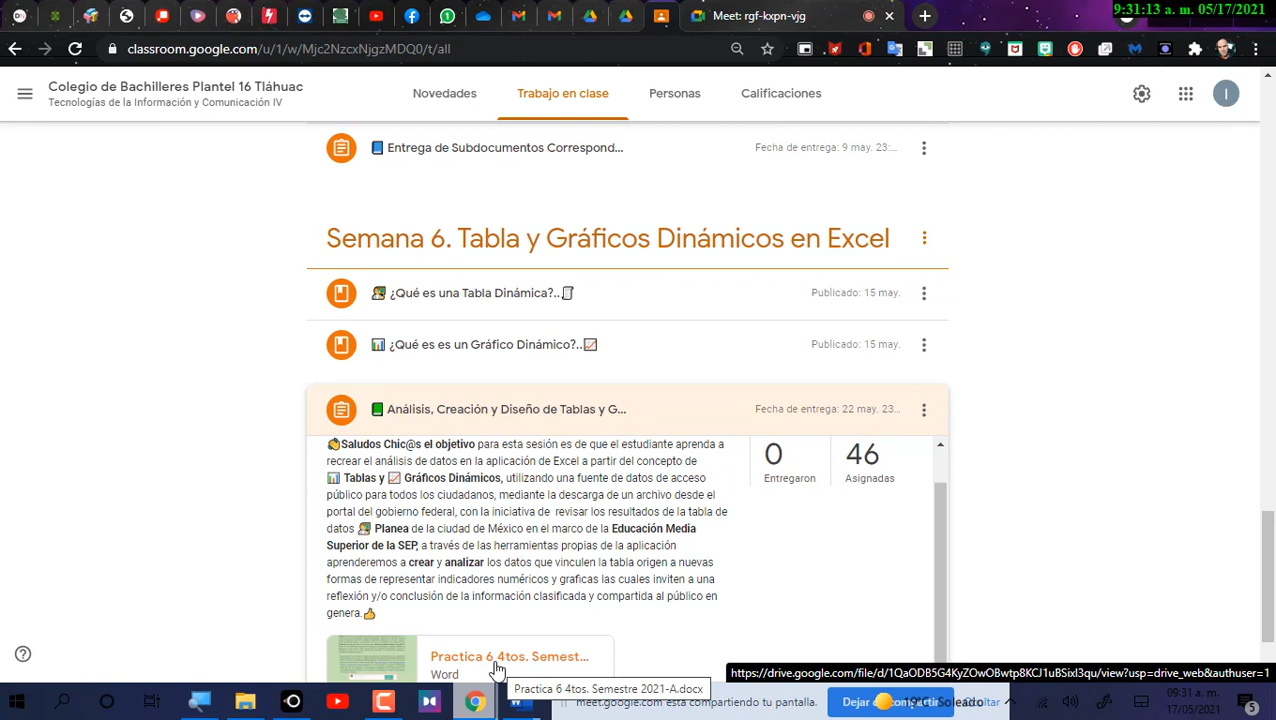 Meet: rgf-kxpn-vjg
9:31:13 a. m. 05/17/2021
classroom.google.com/u/1/w/Mjc2NzcxNjgzMDQ0/t/all
Colegio de Bachilleres Plantel 16 Tláhuac
Tecnologías de la Información y Comunicación IV
Novedades
Trabajo en clase
Personas
Calificaciones
I
Entrega de Subdocumentos Correspond...
Fecha de entrega: 9 may. 23:...
Semana 6. Tabla y Gráficos Dinámicos en Excel
¿Qué es una Tabla Dinámica?..
Publicado: 15 may.
¿Qué es es un Gráfico Dinámico?..
Publicado: 15 may.
Análisis, Creación y Diseño de Tablas y G...
Fecha de entrega: 22 may. 23...
Saludos Chic@s el objetivo para esta sesión es de que el estudiante aprenda a
recrear el análisis de datos en la aplicación de Excel a partir del concepto de
Tablas y Gráficos Dinámicos, utilizando una fuente de datos de acceso
público para todos los ciudadanos, mediante la descarga de un archivo desde el
portal del gobierno federal, con la iniciativa de revisar los resultados de la tabla de
datos Planea de la ciudad de México en el marco de la Educación Media
Superior de la SEP, a través de las herramientas propias de la aplicación
aprenderemos a crear y analizar los datos que vinculen la tabla origen a nuevas
formas de representar indicadores numéricos y graficas las cuales inviten a una
reflexión y/o conclusión de la información clasificada y compartida al público en
genera.
0
Entregaron
46
Asignadas
Practica 6 4tos. Semest...
Word
Practica 6 4tos. Semestre 2021-A.docx
https://drive.google.com/file/d/1QaODB5G4KyZOwOBwtp8KCJ1uBSixl3qu/view?usp=drive_web&authuser=1
meet.google.com está compartiendo tu pantalla.
Dejar de compartir
Ocultar
19°C Soleado
09:31 a. m.
17/05/2021
5